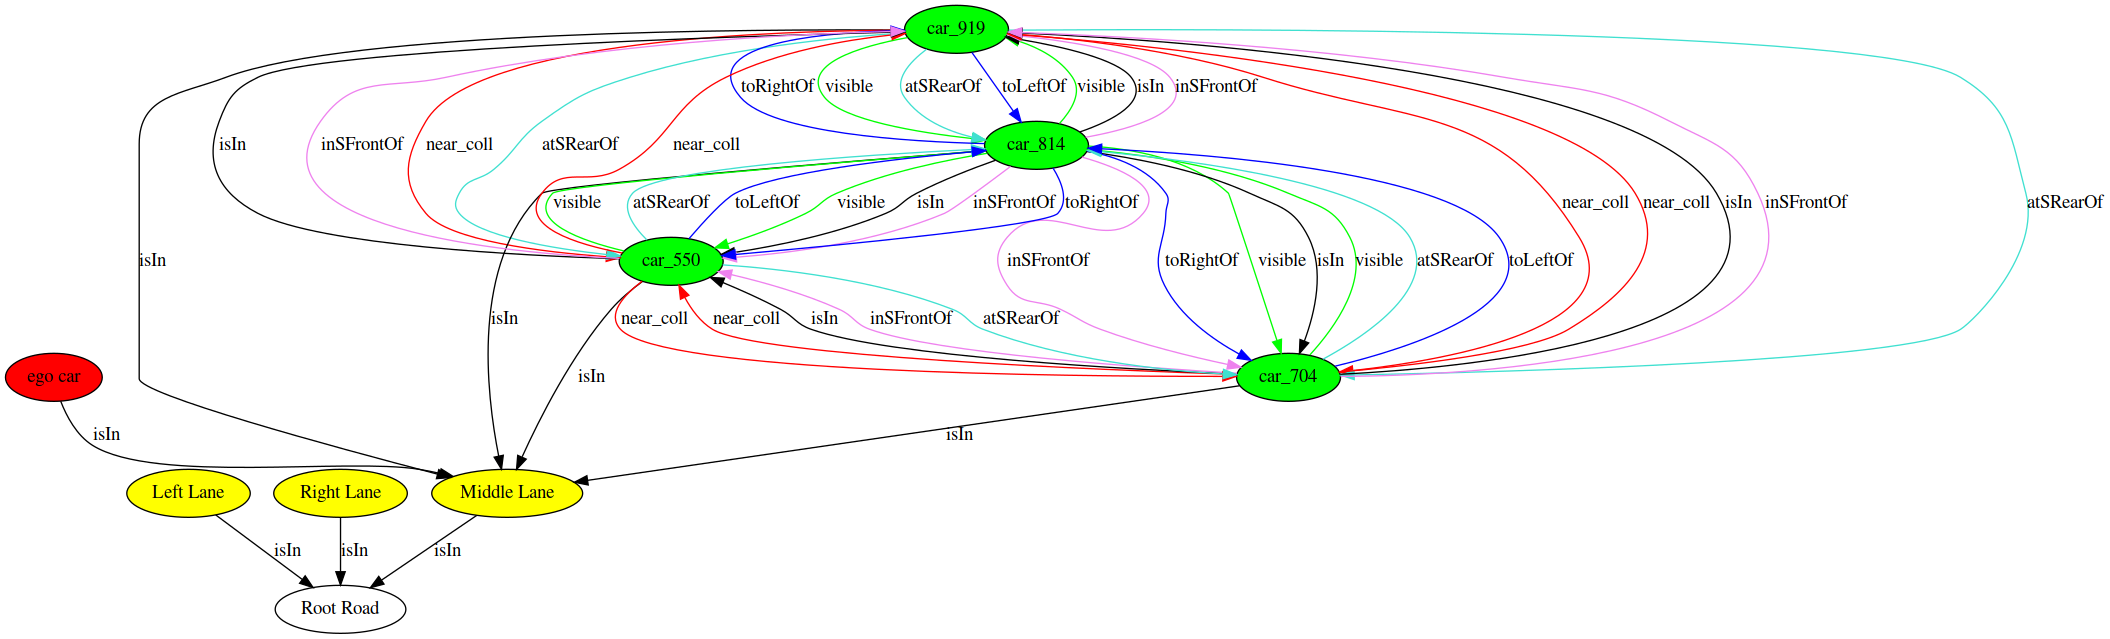 car_919
toRightOf visible atSRearOf toLeftOf visible isIn inSFrontOf
isIn inSFrontOf near_coll atSRearOf near_coll car_814
visible atSRearOf toLeftOf visible isIn inSFrontOf toRightOf near_coll near_coll isIn inSFrontOf atSRearOf
isIn car_550 inSFrontOf toRightOf visible isIn visible atSRearOf toLeftOf
isIn near_coll near_coll isIn inSFrontOf atSRearOf
ego car isIn car_704
isIn isIn
Left Lane Right Lane Middle Lane
isIn isIn isIn
Root Road